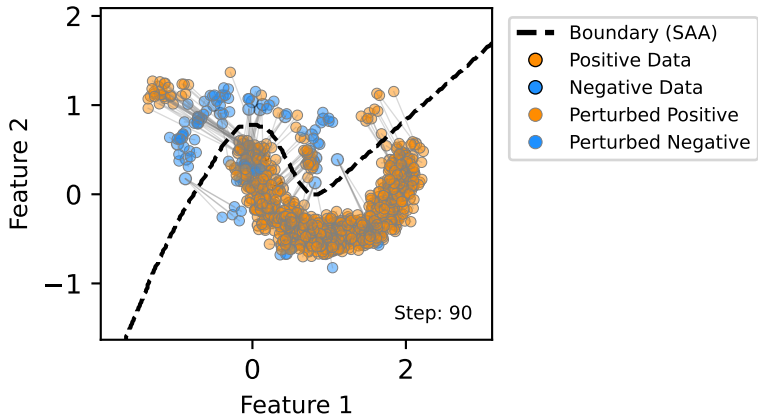 2
1
0
−1
0
2
Feature 2
Feature 1
Step: 90
Boundary (SAA)
Positive Data
Negative Data
Perturbed Positive
Perturbed Negative